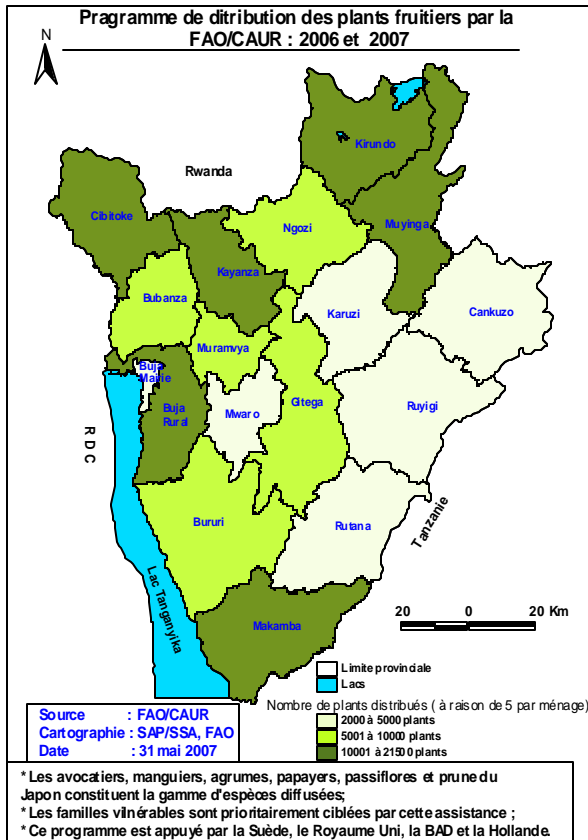 Pragramme de ditribution des plants fruitiers par la
FAO/CAUR : 2006 et 2007
N
Kirundo
Rwanda
Cibitoke
Ngozi
Muyinga
Kayanza
Bubanza
Karuzi
Cankuzo
Muramvya
Buja
Mairie
Buja
Rural
Mwaro
Gitega
Ruyigi
RDC
Bururi
Rutana
Tanzanie
Lac Tanganyika
Makamba
20 0 20 Km
Limite provinciale
Lacs
Nombre de plants distribués ( à raison de 5 par ménage)
2000 à 5000 plants
5001 à 10000 plants
10001 à 21500 plants
Source : FAO/CAUR
Cartographie : SAP/SSA, FAO
Date : 31 mai 2007
* Les avocatiers, manguiers, agrumes, papayers, passiflores et prune du
Japon constituent la gamme d'espèces diffusées;
* Les familles vilnérables sont prioritairement ciblées par cette assistance ;
* Ce programme est appuyé par la Suède, le Royaume Uni, la BAD et la Hollande.